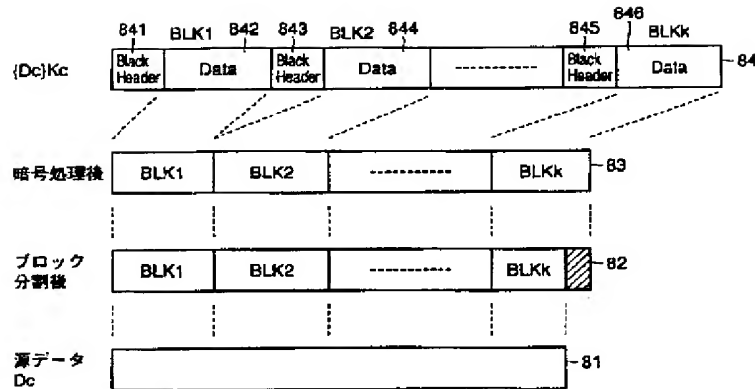 841 BLK1 842 843 BLK2 844 845 846 BLKk
{Dc}Kc Black Header Data Black Header Data Black Header Data 84
暗号処理後 BLK1 BLK2 BLKk 83
ブロック分割後 BLK1 BLK2 BLKk 82
源データ Dc 81